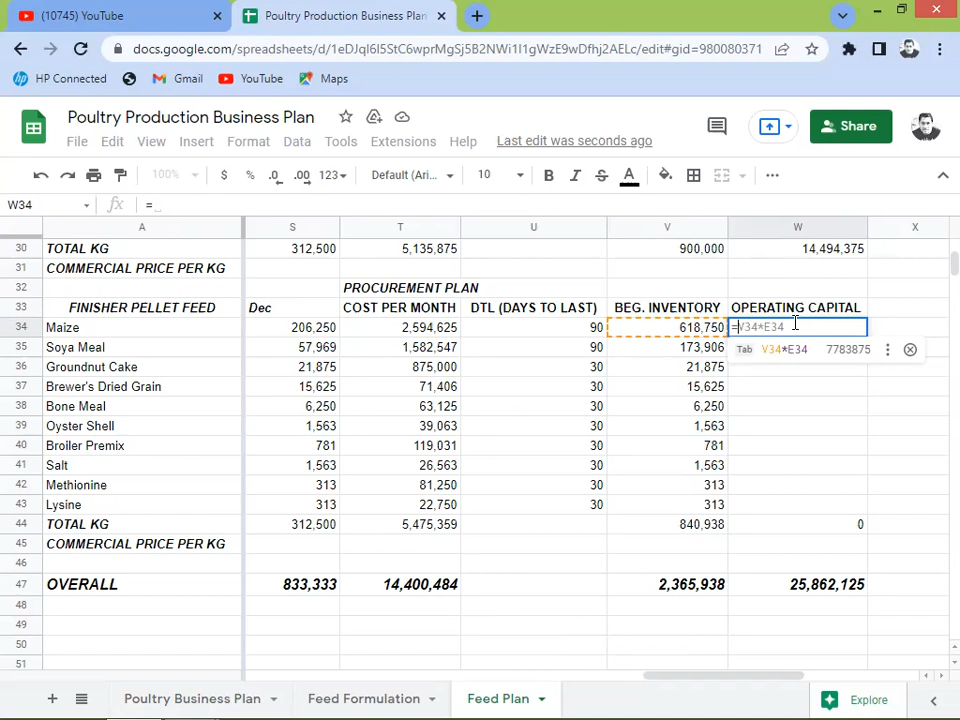 (10745) YouTube
Poultry Production Business Plan
docs.google.com/spreadsheets/d/1eDJqI6I5StC6wprMgSj5B2NWi1I1gWzE9wDfhj2AELc/edit#gid=980080371
HP Connected Gmail YouTube Maps
Poultry Production Business Plan
File Edit View Insert Format Data Tools Extensions Help Last edit was seconds ago
Share
100% $ % .0 .00 123 Default (Ari... 10 B I S A
W34 fx =
A S T U V W X
30 TOTAL KG 312,500 5,135,875 900,000 14,494,375
31 COMMERCIAL PRICE PER KG
32 PROCUREMENT PLAN
33 FINISHER PELLET FEED Dec COST PER MONTH DTL (DAYS TO LAST) BEG. INVENTORY OPERATING CAPITAL
34 Maize 206,250 2,594,625 90 618,750 =V34*E34
35 Soya Meal 57,969 1,582,547 90 173,906 Tab V34*E34 7783875
36 Groundnut Cake 21,875 875,000 30 21,875
37 Brewer's Dried Grain 15,625 71,406 30 15,625
38 Bone Meal 6,250 63,125 30 6,250
39 Oyster Shell 1,563 39,063 30 1,563
40 Broiler Premix 781 119,031 30 781
41 Salt 1,563 26,563 30 1,563
42 Methionine 313 81,250 30 313
43 Lysine 313 22,750 30 313
44 TOTAL KG 312,500 5,475,359 840,938 0
45 COMMERCIAL PRICE PER KG
46
47 OVERALL 833,333 14,400,484 2,365,938 25,862,125
48
49
50
51
Poultry Business Plan Feed Formulation Feed Plan Explore